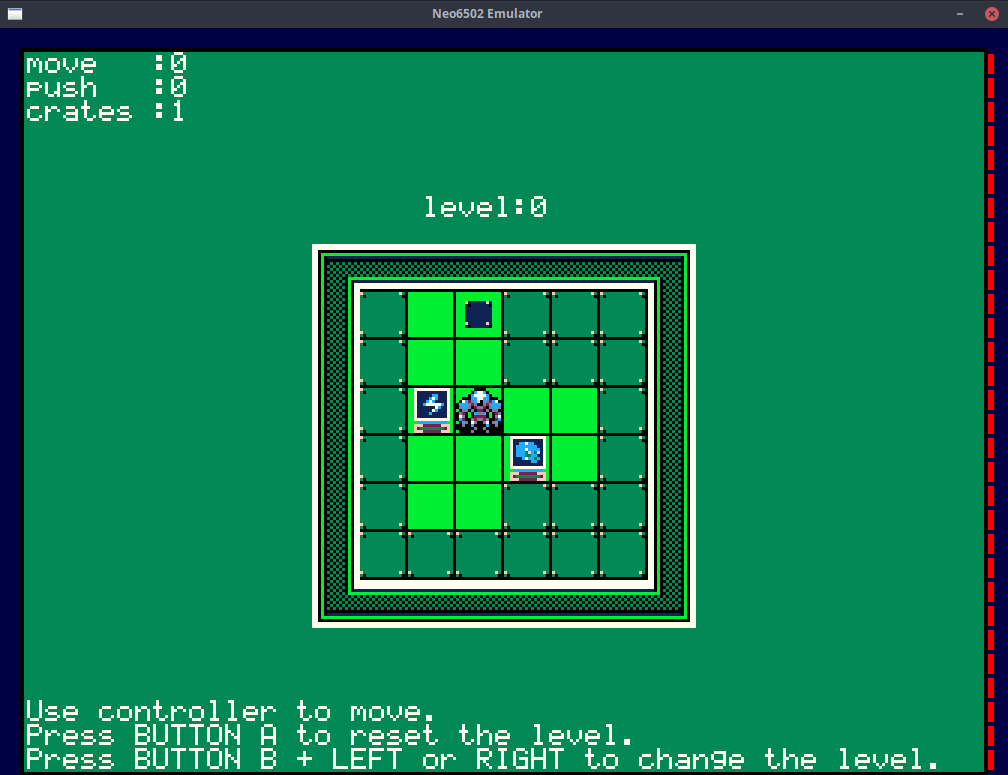 Neo6502 Emulator
move   :0
push   :0
crates :1
level:0
Use controller to move.
Press BUTTON A to reset the level.
Press BUTTON B + LEFT or RIGHT to change the level.